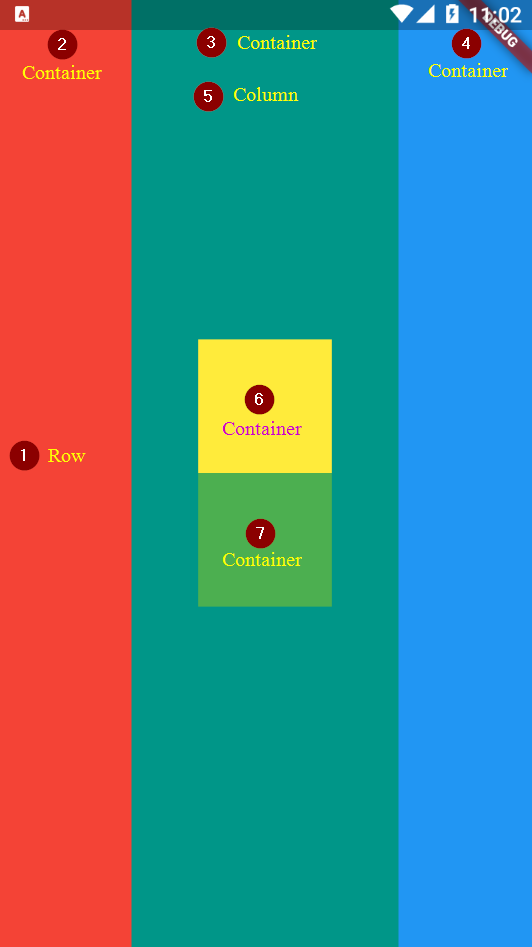 11:02
DEBUG
2
Container
3 Container
4
Container
5 Column
6
Container
1 Row
7
Container